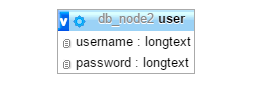 v db_node2 user
username : longtext
password : longtext